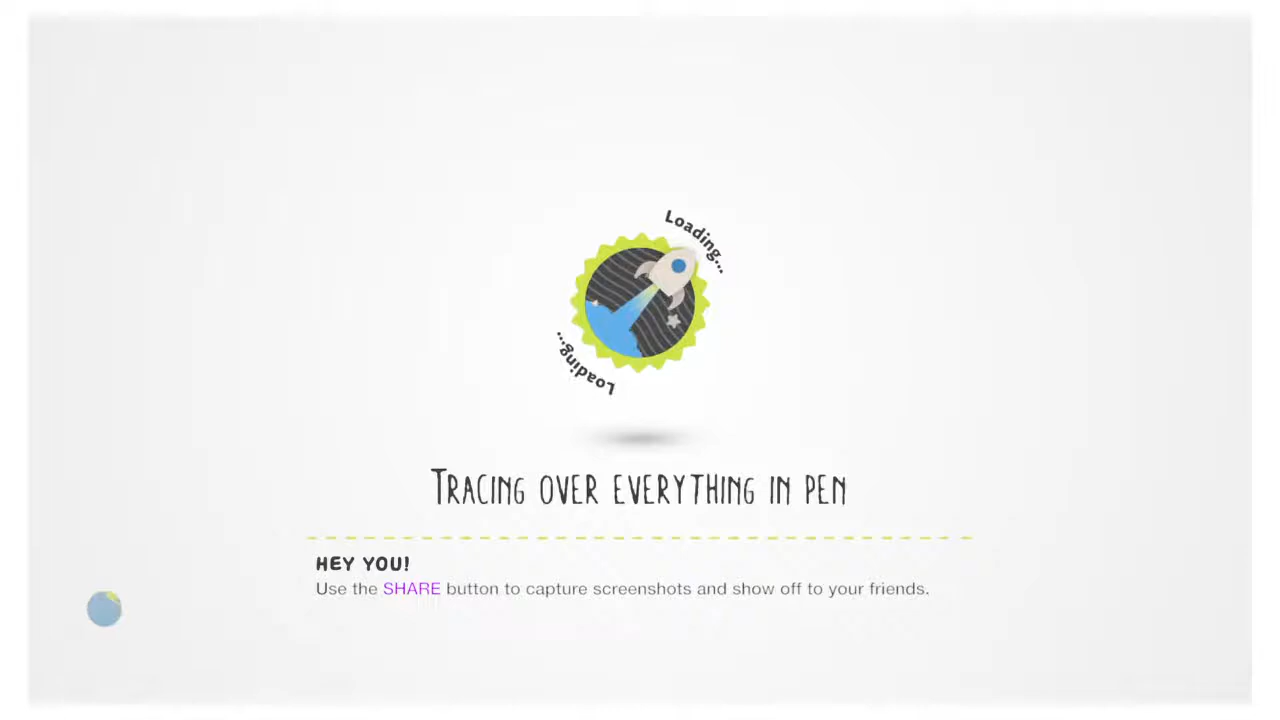 Loading...
Loading...
Tracing over everything in pen
HEY YOU!
Use the SHARE button to capture screenshots and show off to your friends.